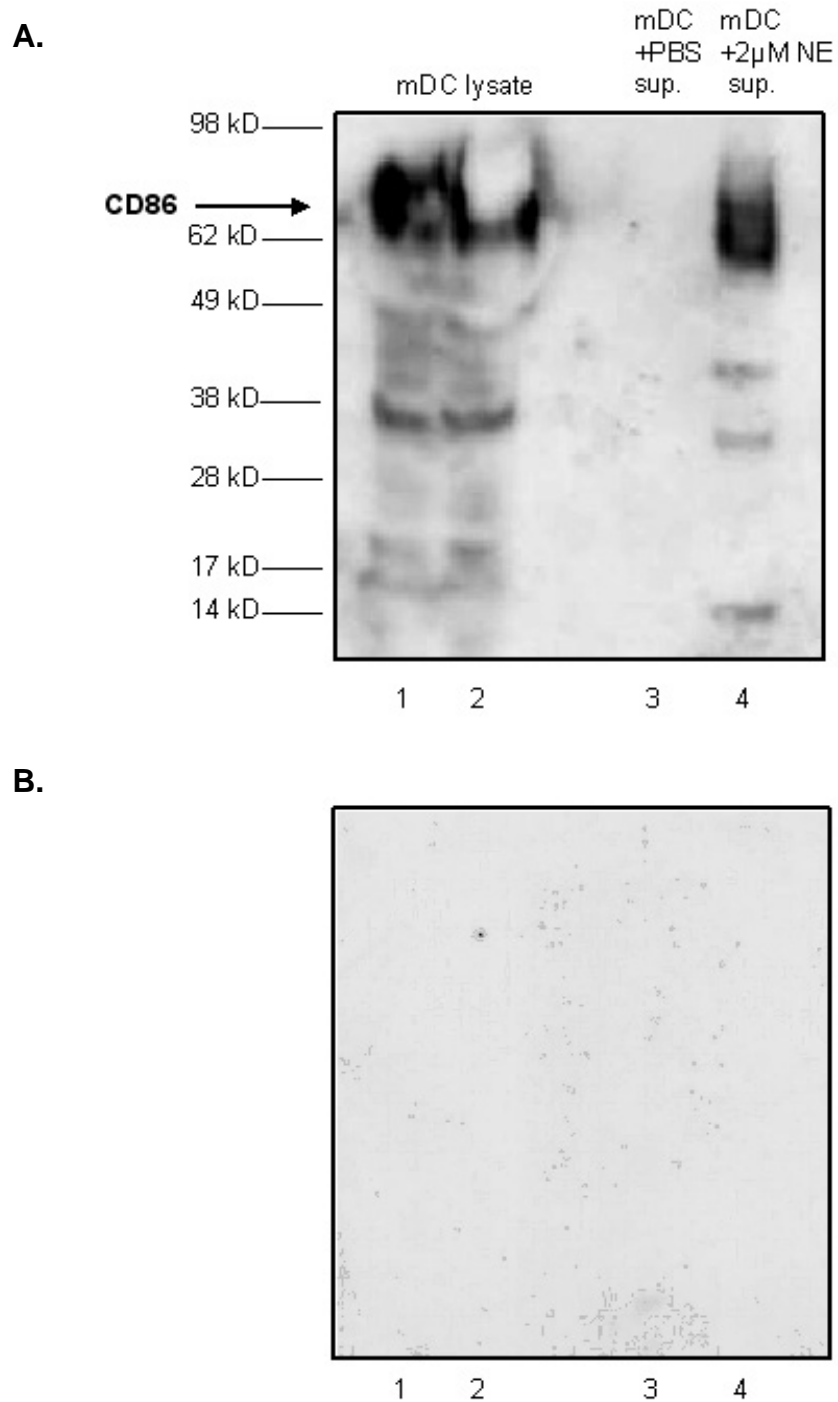 A.
mDC lysate
mDC
+PBS
sup.
mDC
+2µM NE
sup.
98 kD
CD86
62 kD
49 kD
38 kD
28 kD
17 kD
14 kD
1 2 3 4
B.
1 2 3 4